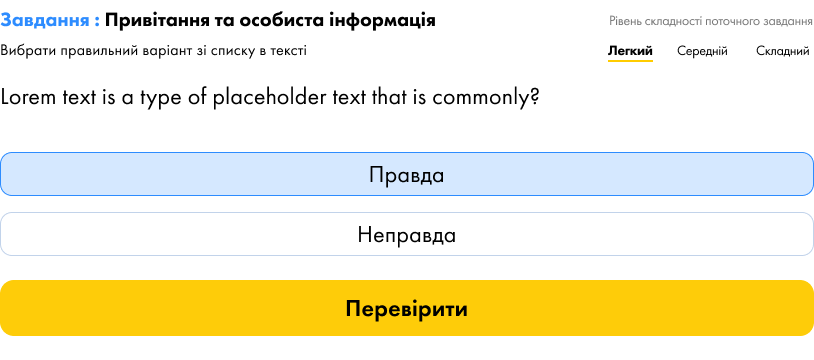 Завдання : Привітання та особиста інформація
Рівень складності поточного завдання
Вибрати правильний варіант зі списку в тексті
Легкий Середній Складний
Lorem text is a type of placeholder text that is commonly?
Правда
Неправда
Перевірити